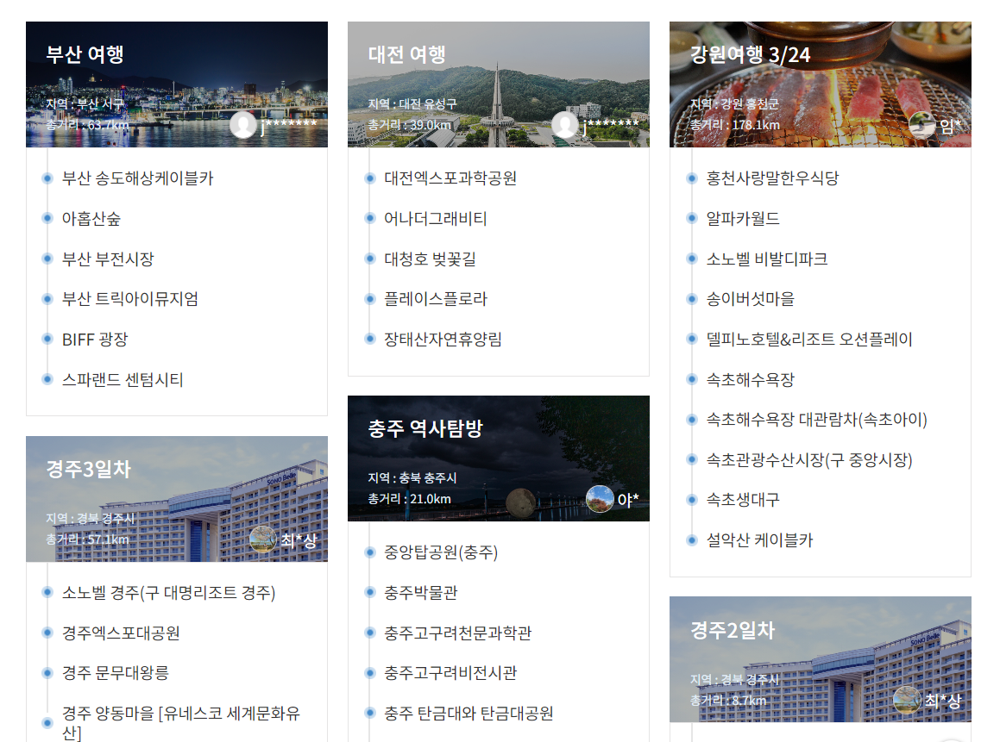 부산 여행
지역 : 부산 서구
총거리 : 63.7km
j*******
부산 송도해상케이블카
아홉산숲
부산 부전시장
부산 트릭아이뮤지엄
BIFF 광장
스파랜드 센텀시티
경주3일차
SONO Belle
지역 : 경북 경주시
총거리 : 57.1km
최*상
소노벨 경주(구 대명리조트 경주)
경주엑스포대공원
경주 문무대왕릉
경주 양동마을 [유네스코 세계문화유
산]
대전 여행
지역 : 대전 유성구
총거리 : 39.0km
j*******
대전엑스포과학공원
어나더그래비티
대청호 벚꽃길
플레이스플로라
장태산자연휴양림
충주 역사탐방
지역 : 충북 충주시
총거리 : 21.0km
야*
중앙탑공원(충주)
충주박물관
충주고구려천문과학관
충주고구려비전시관
충주 탄금대와 탄금대공원
강원여행 3/24
지역 : 강원 홍천군
총거리 : 178.1km
임*
홍천사랑말한우식당
알파카월드
소노벨 비발디파크
송이버섯마을
델피노호텔&리조트 오션플레이
속초해수욕장
속초해수욕장 대관람차(속초아이)
속초관광수산시장(구 중앙시장)
속초생대구
설악산 케이블카
경주2일차
SONO Belle
지역 : 경북 경주시
총거리 : 8.7km
최*상